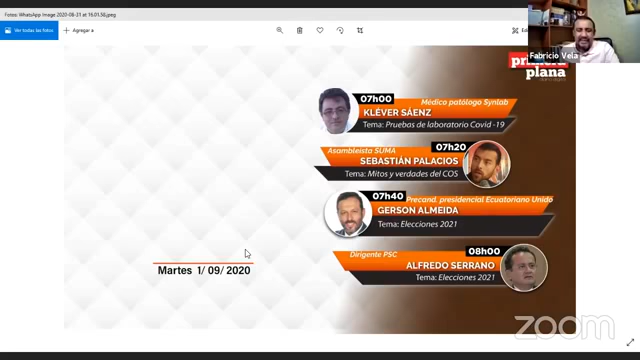 Fotos: WhatsApp Image 2020-08-31 at 16.01.58.jpeg
Ver todas las fotos
Agregar a
Fabricio Vela
primera
plana
07h00
Médico patólogo Synlab
KLÉVER SÁENZ
Tema: Pruebas de laboratorio Covid -19
Asambleísta SUMA
07h20
SEBASTIÁN PALACIOS
Tema: Mitos y verdades del COS
07h40
Precand. presidencial Ecuatoriano Unido
GERSON ALMEIDA
Tema: Elecciones 2021
Dirigente PSC
08h00
ALFREDO SERRANO
Tema: Elecciones 2021
Martes 1/ 09/ 2020
zoom